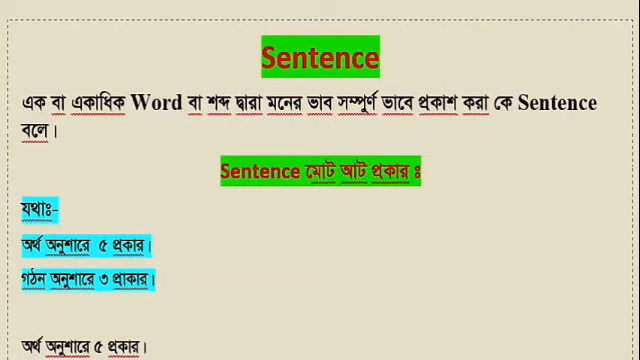 Sentence
এক বা একাধিক Word বা শব্দ দ্বারা মনের ভাব সম্পুর্ণ ভাবে প্রকাশ করা কে Sentence
বলে।
Sentence মোট আট প্রকার ঃ
যথাঃ-
অর্থ অনুশারে ৫ প্রকার।
গঠন অনুশারে ৩ প্রাকার।
অর্থ অনুশারে ৫ প্রকার।